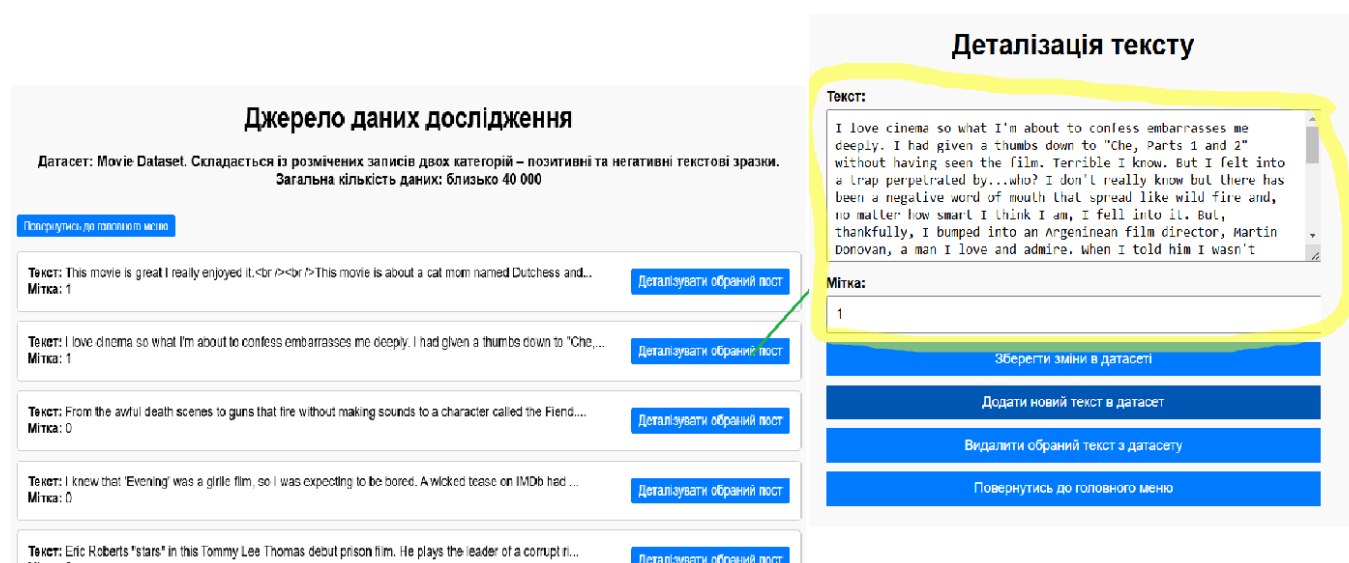 Джерело даних дослідження
Датасет: Movie Dataset. Складається із розмічених записів двох категорій – позитивні та негативні текстові зразки.
Загальна кількість даних: близько 40 000
Повернутись до головного меню
Текст: This movie is great I really enjoyed it.<br /><br />This movie is about a cat mom named Dutchess and...
Мітка: 1
Деталізувати обраний пост
Текст: I love cinema so what I'm about to confess embarrasses me deeply. I had given a thumbs down to "Che,...
Мітка: 1
Деталізувати обраний пост
Текст: From the awful death scenes to guns that fire without making sounds to a character called the Fiend....
Мітка: 0
Деталізувати обраний пост
Текст: I knew that 'Evening' was a girlie film, so I was expecting to be bored. A wicked tease on IMDb had ...
Мітка: 0
Деталізувати обраний пост
Текст: Eric Roberts "stars" in this Tommy Lee Thomas debut prison film. He plays the leader of a corrupt ri...
Деталізувати обраний пост
Деталізація тексту
Текст:
I love cinema so what I'm about to confess embarrasses me
deeply. I had given a thumbs down to "Che, Parts 1 and 2"
without having seen the film. Terrible I know. But I felt into
a trap perpetrated by...who? I don't really know but there has
been a negative word of mouth that spread like wild fire and,
no matter how smart I think I am, I fell into it. But,
thankfully, I bumped into an Argeninean film director, Martin
Donovan, a man I love and admire. When I told him I wasn't
Мітка:
1
Зберегти зміни в датасеті
Додати новий текст в датасет
Видалити обраний текст з датасету
Повернутись до головного меню